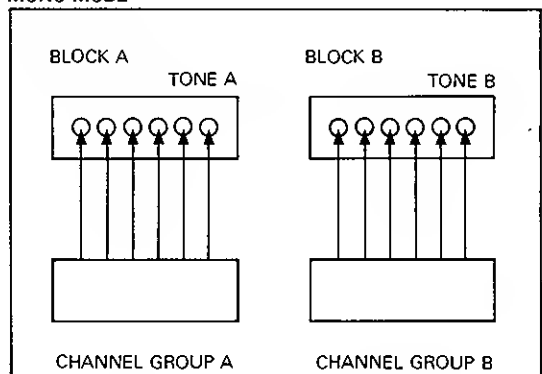 MONO MODE
BLOCK A
TONE A
BLOCK B
TONE B
CHANNEL GROUP A
CHANNEL GROUP B